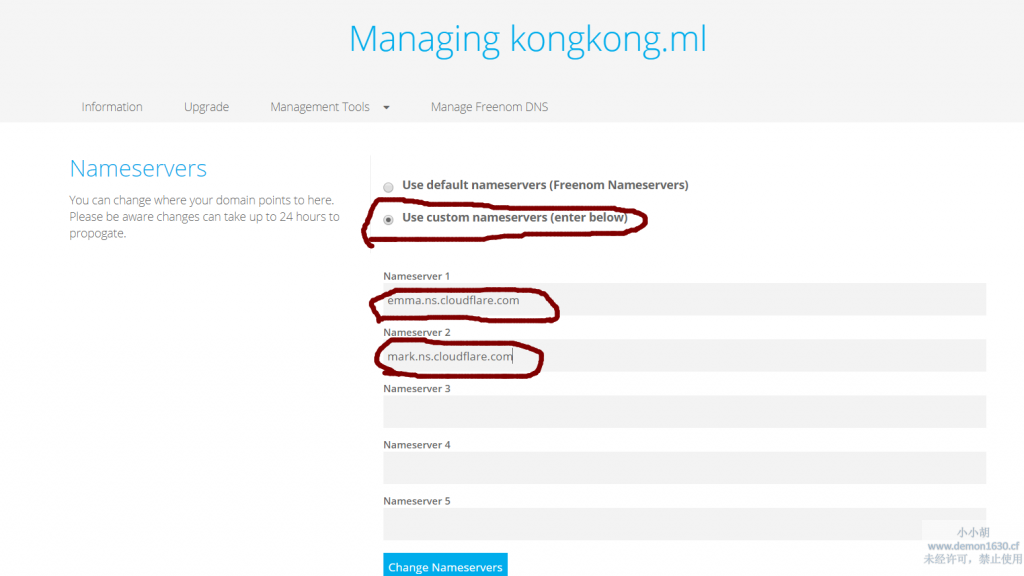 Managing kongkong.ml
Information Upgrade Management Tools Manage Freenom DNS
Nameservers
You can change where your domain points to here.
Please be aware changes can take up to 24 hours to
propogate.
Use default nameservers (Freenom Nameservers)
Use custom nameservers (enter below)
Nameserver 1
emma.ns.cloudflare.com
Nameserver 2
mark.ns.cloudflare.com
Nameserver 3
Nameserver 4
Nameserver 5
Change Nameservers
小小胡
www.demon1630.cf
未经许可，禁止使用